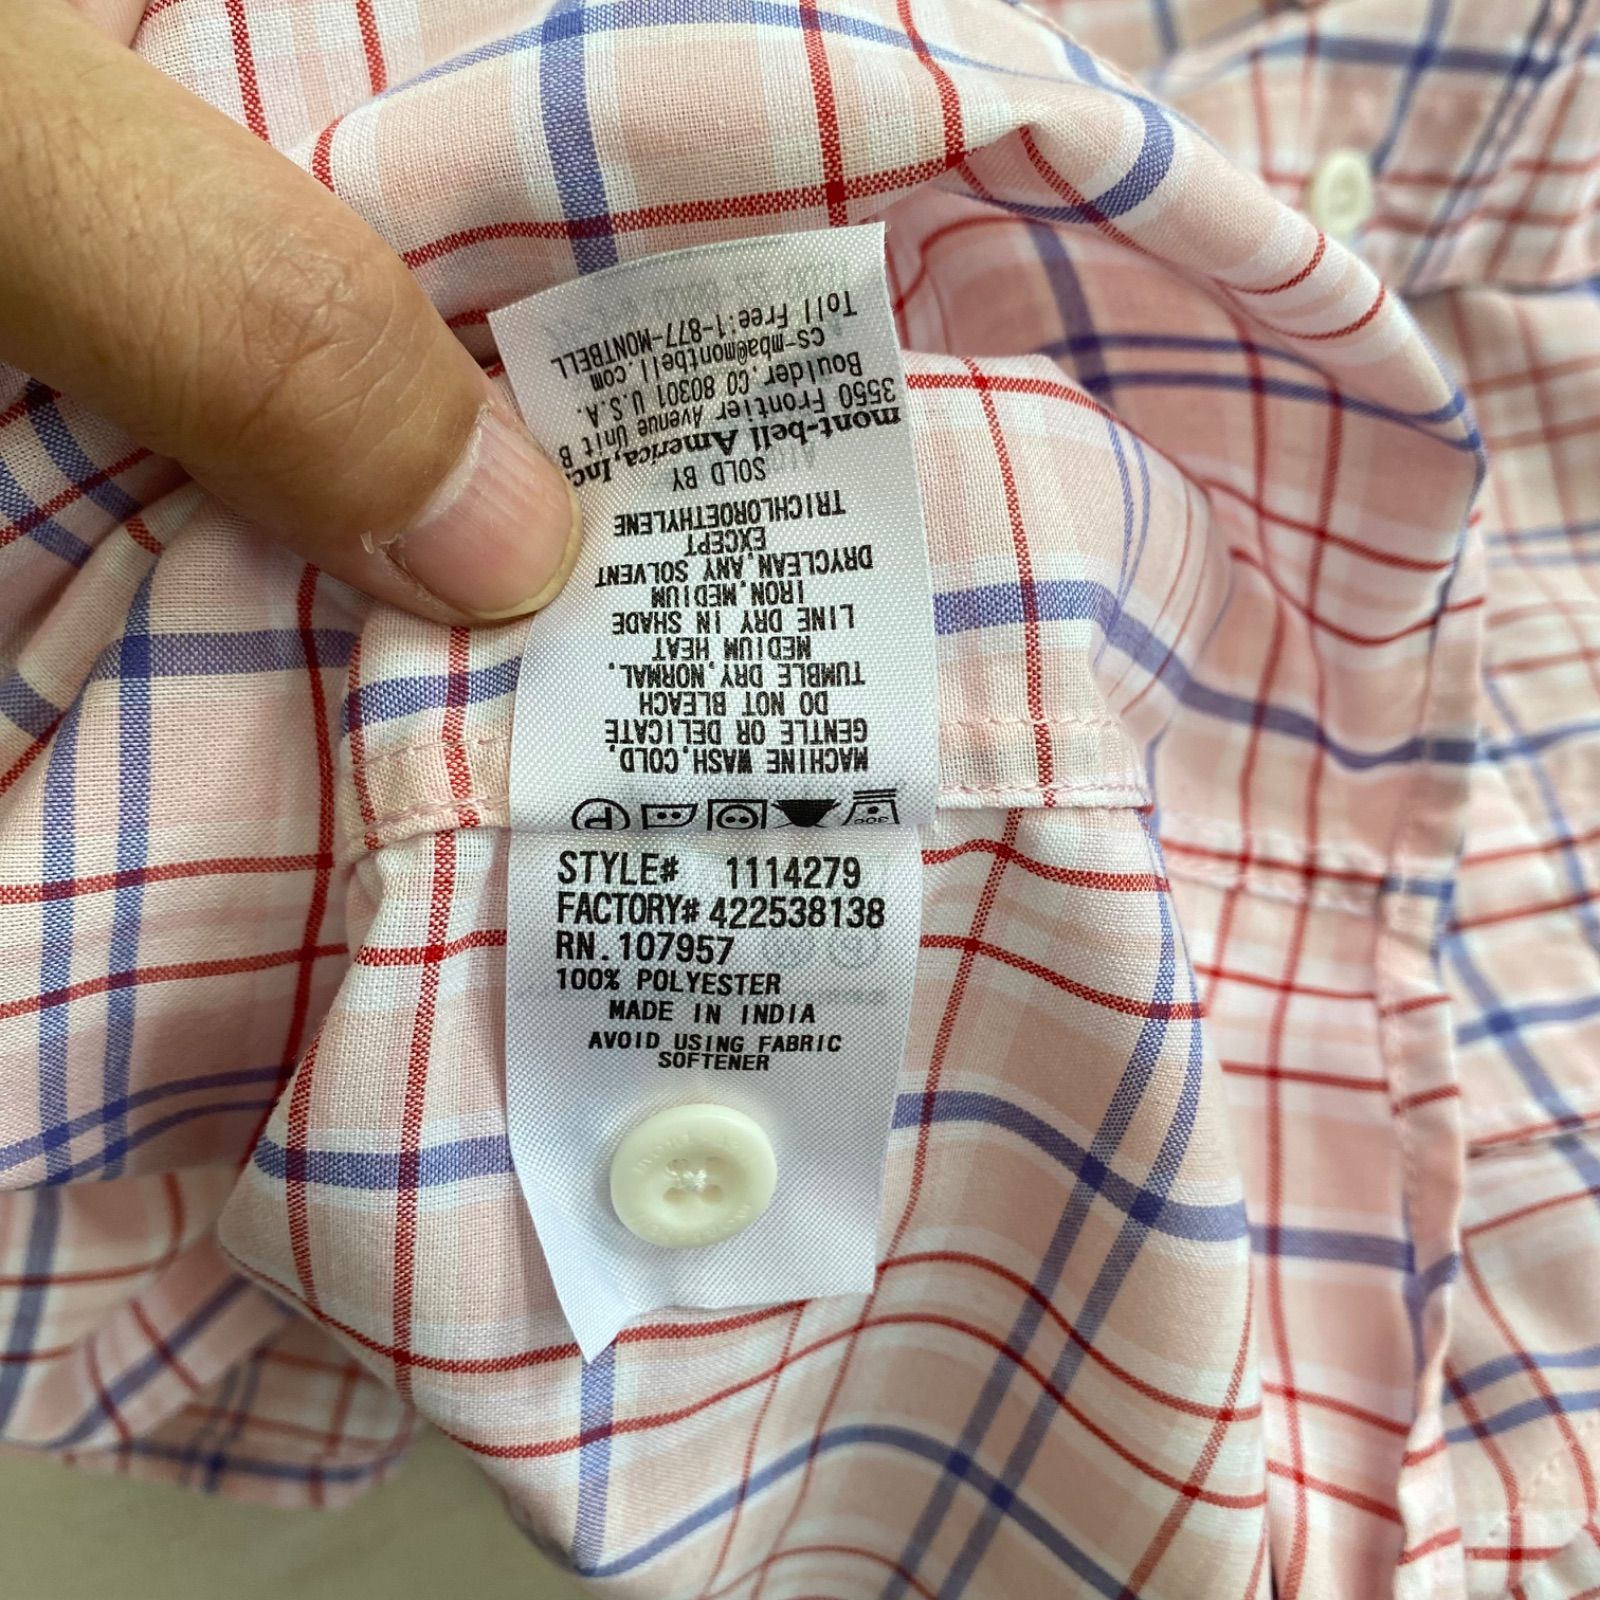 STYLE# 1114279
FACTORY# 422538138
RN. 107957
100% POLYESTER
MADE IN INDIA
AVOID USING FABRIC
SOFTENER
30C
MACHINE WASH,COLD,
GENTLE OR DELICATE
DO NOT BLEACH
TUMBLE DRY,NORMAL,
MEDIUM HEAT
LINE DRY IN SHADE
IRON,MEDIUM
DRYCLEAN,ANY SOLVENT
EXCEPT
TRICHLOROETHYLENE
SOLD BY
mont-bell America,Inc.
3550 Frontier Avenue Unit B
Boulder,CO 80301 U.S.A.
cs-mba@montbell.com
Toll Free:1-877-MONTBELL